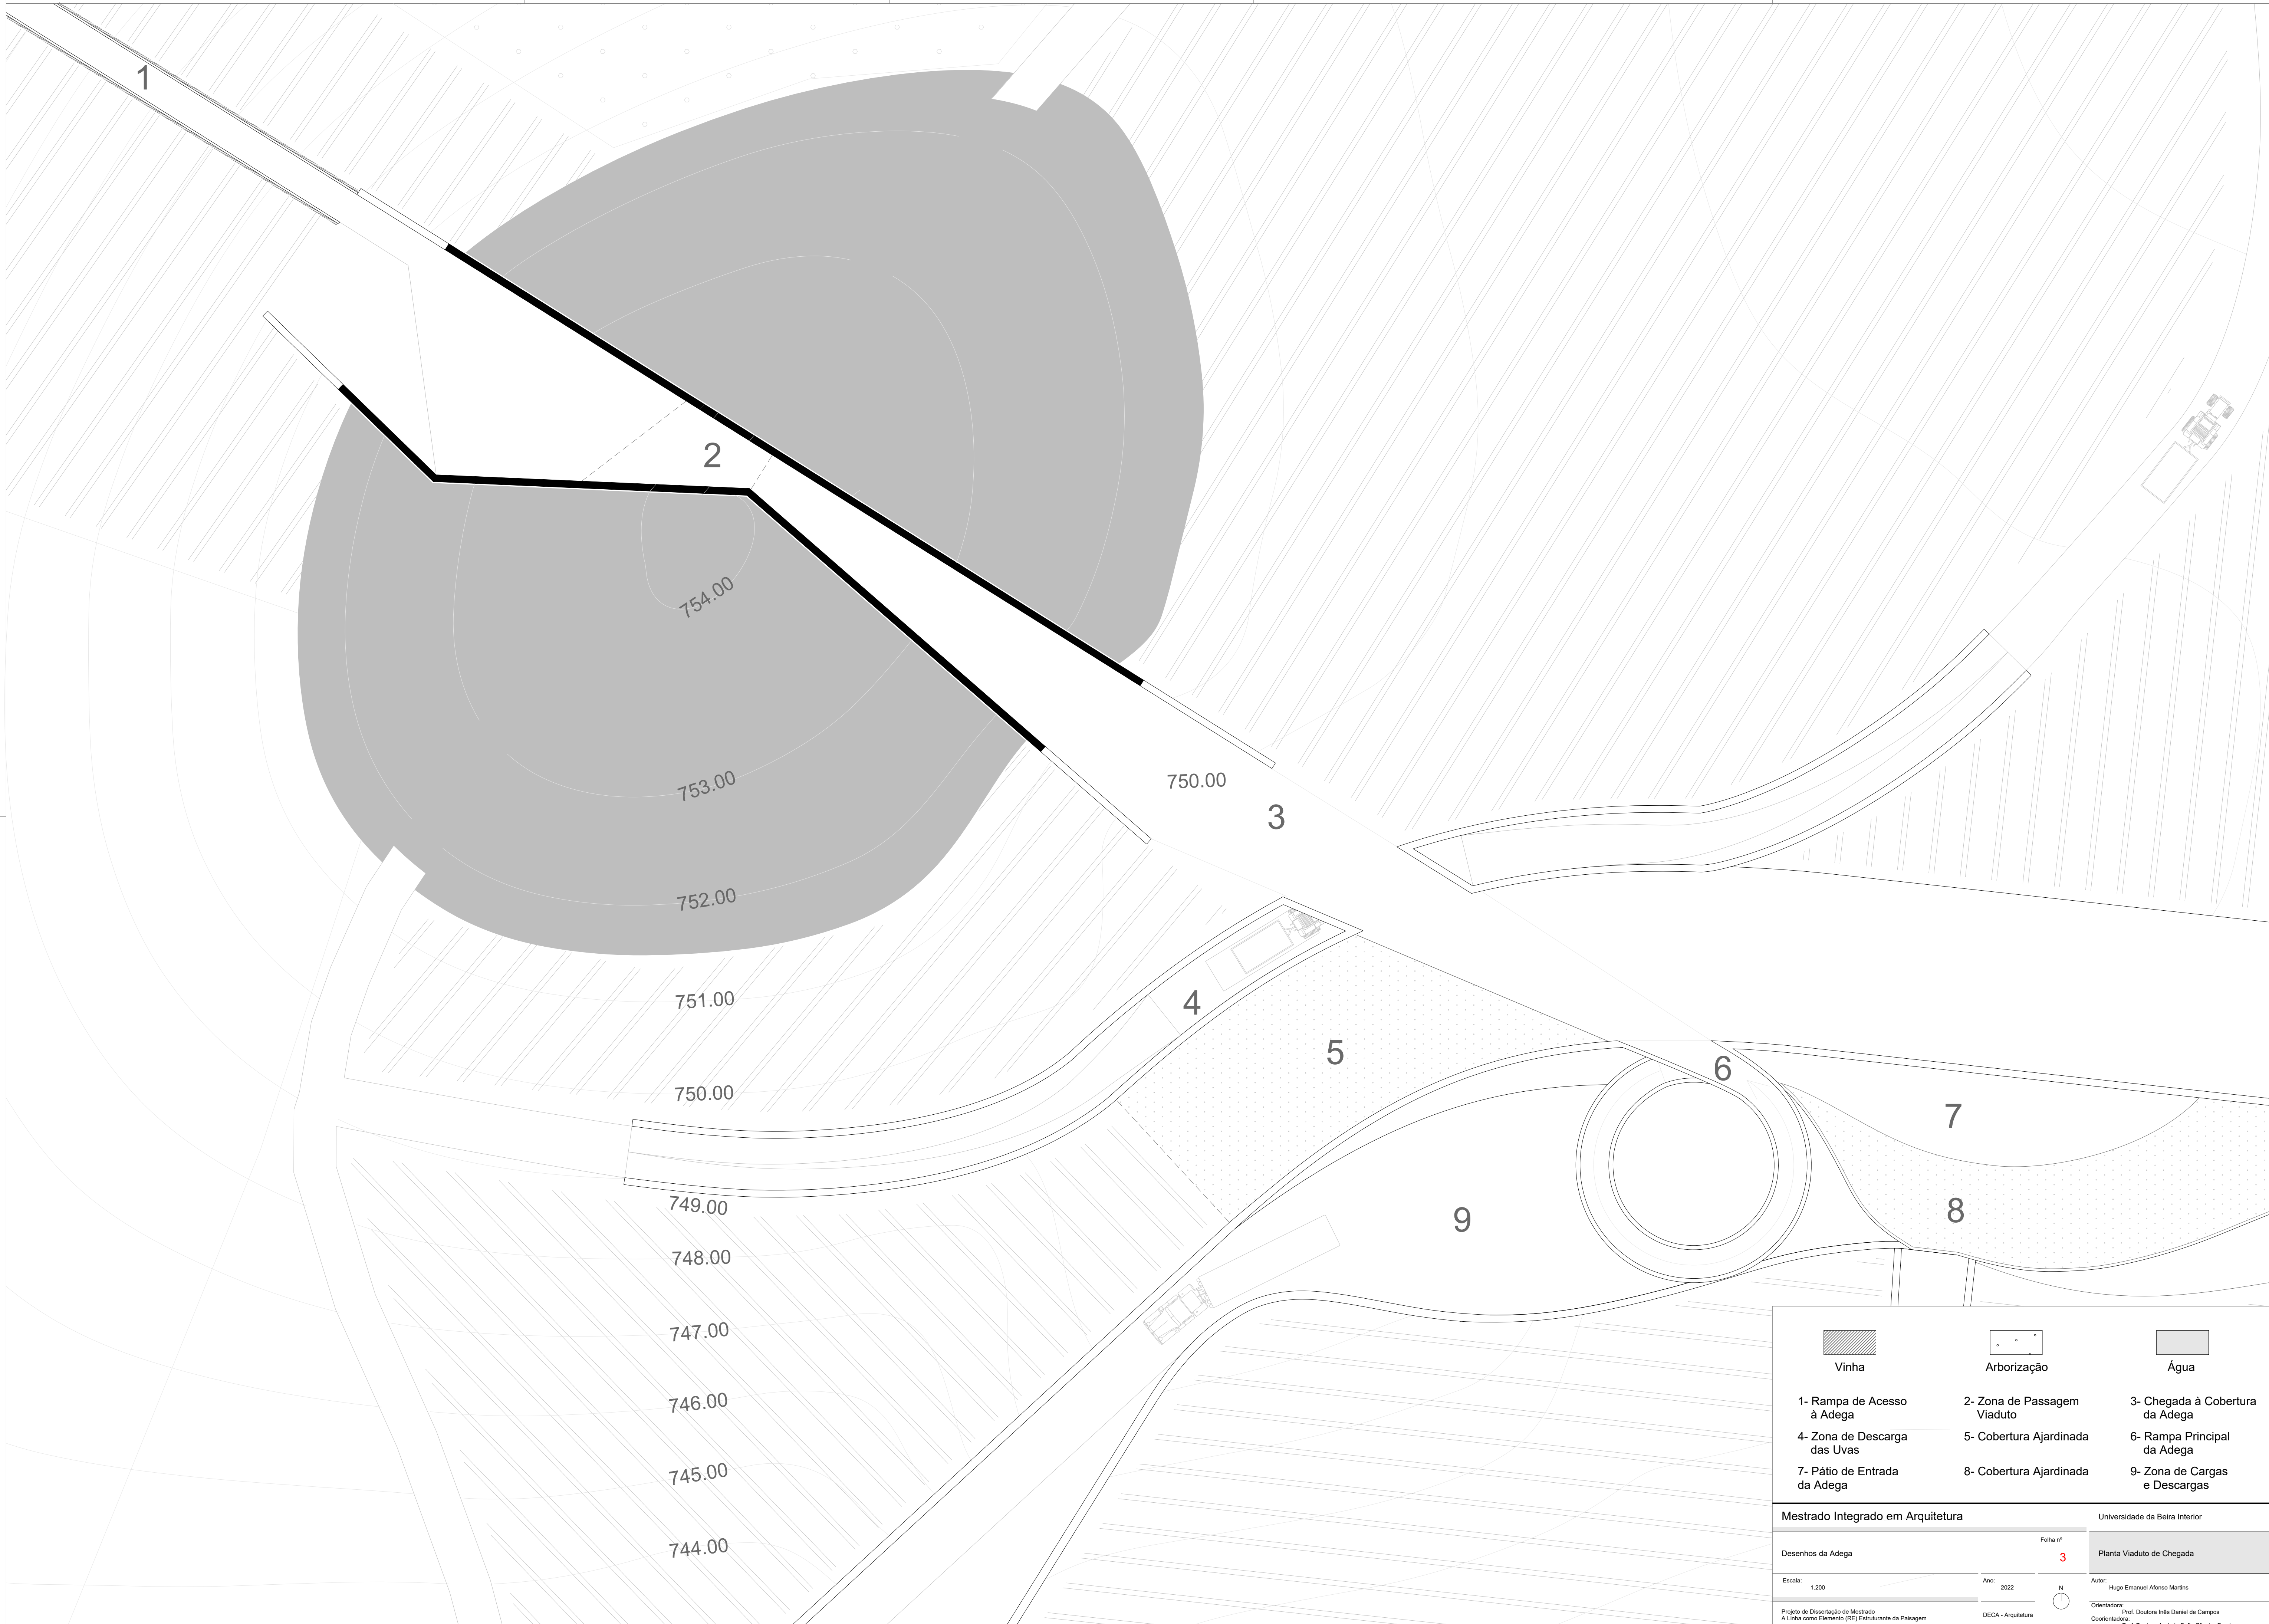 1
2
754.00
753.00
752.00
751.00
750.00
750.00
3
4
5
6
7
8
9
749.00
748.00
747.00
746.00
745.00
744.00
Vinha
Arborização
Água
1- Rampa de Acesso
à Adega
2- Zona de Passagem
Viaduto
3- Chegada à Cobertura
da Adega
4- Zona de Descarga
das Uvas
5- Cobertura Ajardinada
6- Rampa Principal
da Adega
7- Pátio de Entrada
da Adega
8- Cobertura Ajardinada
9- Zona de Cargas
e Descargas
Mestrado Integrado em Arquitetura
Universidade da Beira Interior
Desenhos da Adega
Folha nº
3
Planta Viaduto de Chegada
Escala:
1.200
Ano:
2022
N
Autor:
Hugo Emanuel Afonso Martins
Projeto de Dissertação de Mestrado
A Linha como Elemento (RE) Estruturante da Paisagem
DECA - Arquitetura
Orientadora:
Prof. Doutora Inês Daniel de Campos
Coorientadora: